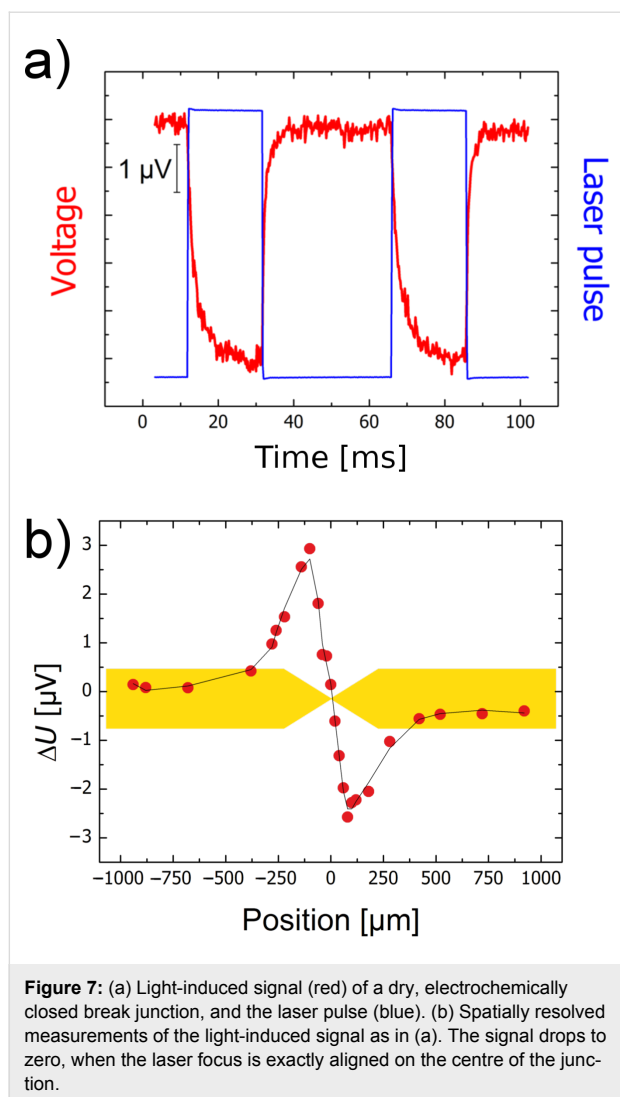 a)
1 µV
Voltage
Laser pulse
0 20 40 60 80 100
Time [ms]
b)
3
2
1
0
−1
−2
−3
ΔU [µV]
−1000 −750 −500 −250 0 250 500 750 1000
Position [µm]
Figure 7: (a) Light-induced signal (red) of a dry, electrochemically
closed break junction, and the laser pulse (blue). (b) Spatially resolved
measurements of the light-induced signal as in (a). The signal drops to
zero, when the laser focus is exactly aligned on the centre of the junc-
tion.